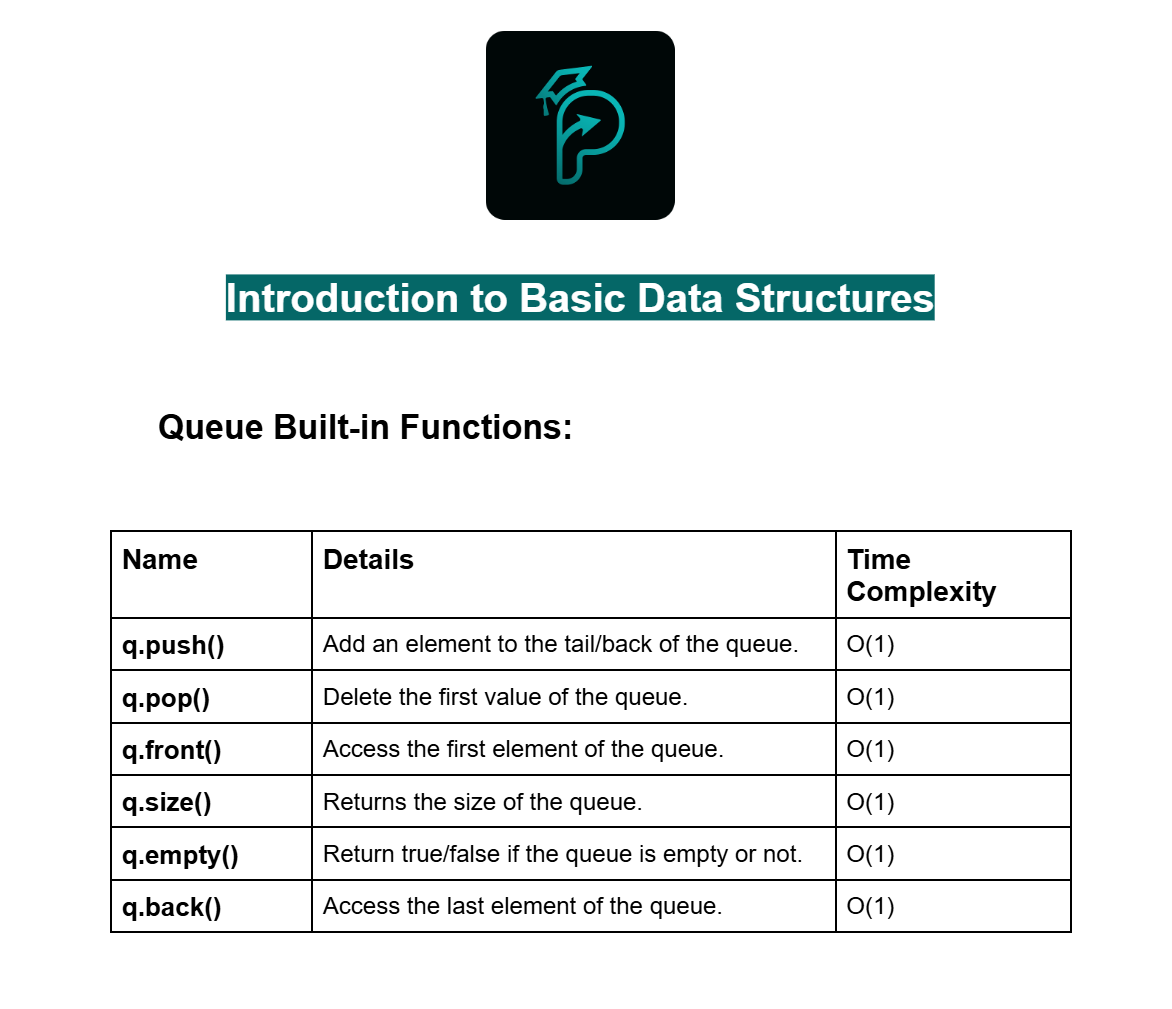 Introduction to Basic Data Structures
Queue Built-in Functions:
Name Details Time
Complexity
q.push() Add an element to the tail/back of the queue. O(1)
q.pop() Delete the first value of the queue. O(1)
q.front() Access the first element of the queue. O(1)
q.size() Returns the size of the queue. O(1)
q.empty() Return true/false if the queue is empty or not. O(1)
q.back() Access the last element of the queue. O(1)